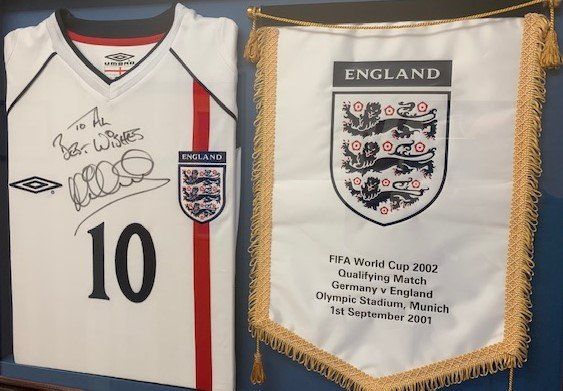 umbro
TO AL
BEST WISHES
ENGLAND
10
ENGLAND
FIFA World Cup 2002
Qualifying Match
Germany v England
Olympic Stadium, Munich
1st September 2001